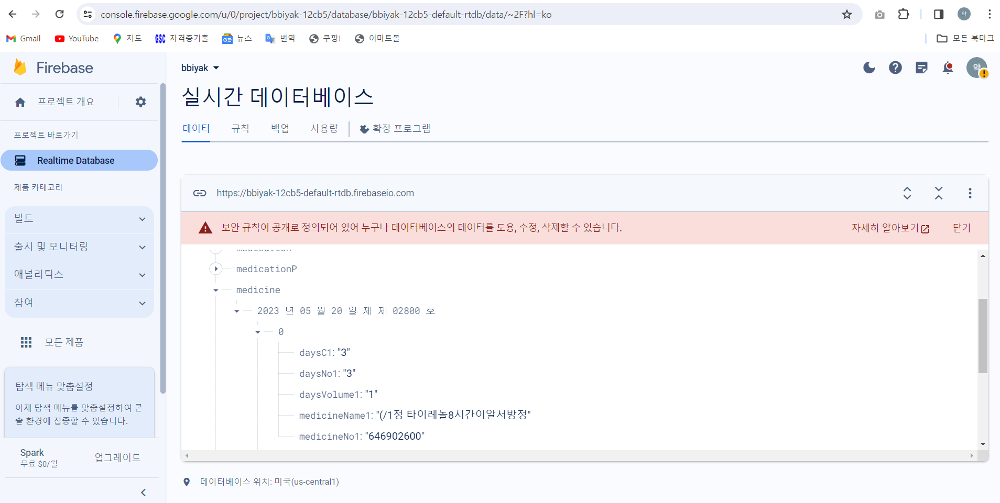 console.firebase.google.com/u/0/project/bbiyak-12cb5/database/bbiyak-12cb5-default-rtdb/data/~2F?hl=ko
약
Gmail YouTube 지도 GSC 자격증기출 뉴스 번역 쿠팡! 이마트몰 모든 북마크
Firebase
프로젝트 개요
프로젝트 바로가기
Realtime Database
제품 카테고리
빌드
출시 및 모니터링
애널리틱스
참여
모든 제품
탐색 메뉴 맞춤설정
이제 탐색 메뉴를 맞춤설정하여 콘
솔 환경에 집중할 수 있습니다.
Spark
무료 $0/월
업그레이드
bbiyak
약
실시간 데이터베이스
데이터 규칙 백업 사용량 확장 프로그램
https://bbiyak-12cb5-default-rtdb.firebaseio.com
보안 규칙이 공개로 정의되어 있어 누구나 데이터베이스의 데이터를 도용, 수정, 삭제할 수 있습니다. 자세히 알아보기 닫기
medication
medicationP
medicine
2023 년 05 월 20 일 제 제 02800 호
0
daysC1: "3"
daysNo1: "3"
daysVolume1: "1"
medicineName1: "(/1정 타이레놀8시간이알서방정"
medicineNo1: "646902600"
데이터베이스 위치: 미국(us-central1)